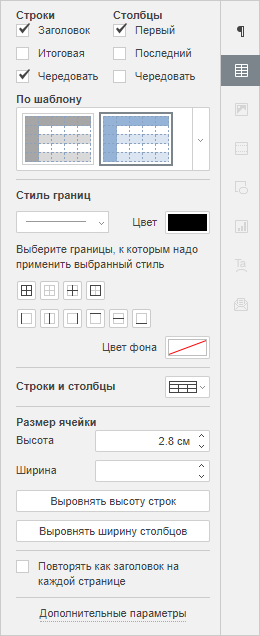 Строки Столбцы
Заголовок Первый
Итоговая Последний
Чередовать Чередовать
По шаблону
Стиль границ
Цвет
Выберите границы, к которым надо
применить выбранный стиль
Цвет фона
Строки и столбцы
Размер ячейки
Высота 2.8 см
Ширина
Выровнять высоту строк
Выровнять ширину столбцов
Повторять как заголовок на
каждой странице
Дополнительные параметры